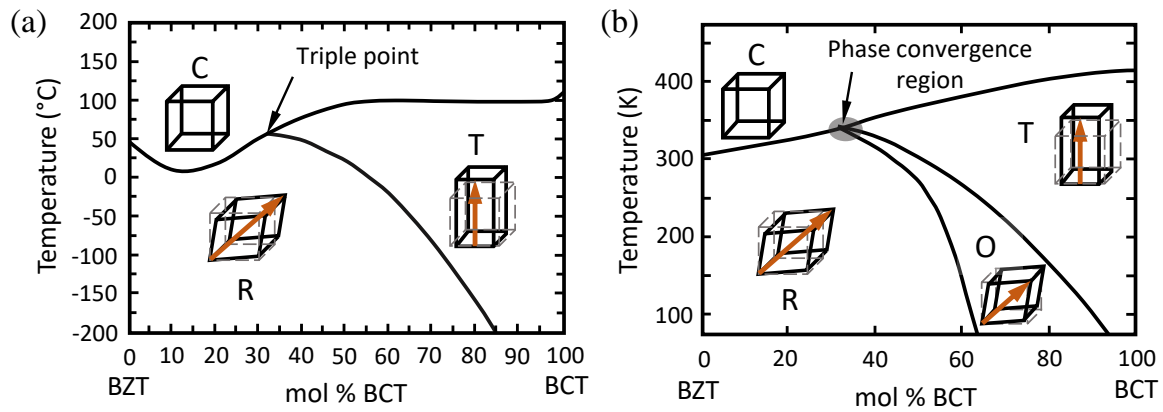 (a)
200
150
100
50
0
-50
-100
-150
-200
Temperature (°C)
C
Triple point
T
R
0 10 20 30 40 50 60 70 80 90 100
BZT mol % BCT BCT
(b)
400
300
200
100
Temperature (K)
C
Phase convergence
region
T
O
R
0 20 40 60 80 100
BZT mol % BCT BCT